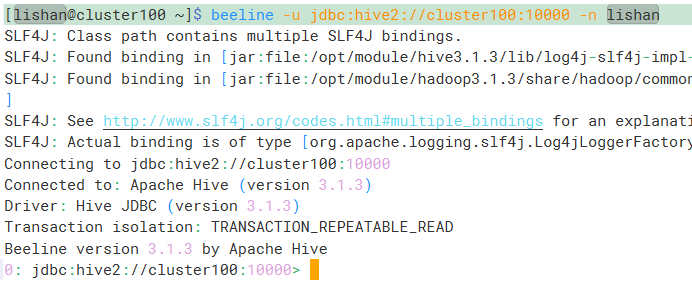 [lishan@cluster100 ~]$ beeline -u jdbc:hive2://cluster100:10000 -n lishan
SLF4J: Class path contains multiple SLF4J bindings.
SLF4J: Found binding in [jar:file:/opt/module/hive3.1.3/lib/log4j-slf4j-impl-
SLF4J: Found binding in [jar:file:/opt/module/hadoop3.1.3/share/hadoop/common
]
SLF4J: See http://www.slf4j.org/codes.html#multiple_bindings for an explanati
SLF4J: Actual binding is of type [org.apache.logging.slf4j.Log4jLoggerFactory
Connecting to jdbc:hive2://cluster100:10000
Connected to: Apache Hive (version 3.1.3)
Driver: Hive JDBC (version 3.1.3)
Transaction isolation: TRANSACTION_REPEATABLE_READ
Beeline version 3.1.3 by Apache Hive
0: jdbc:hive2://cluster100:10000>